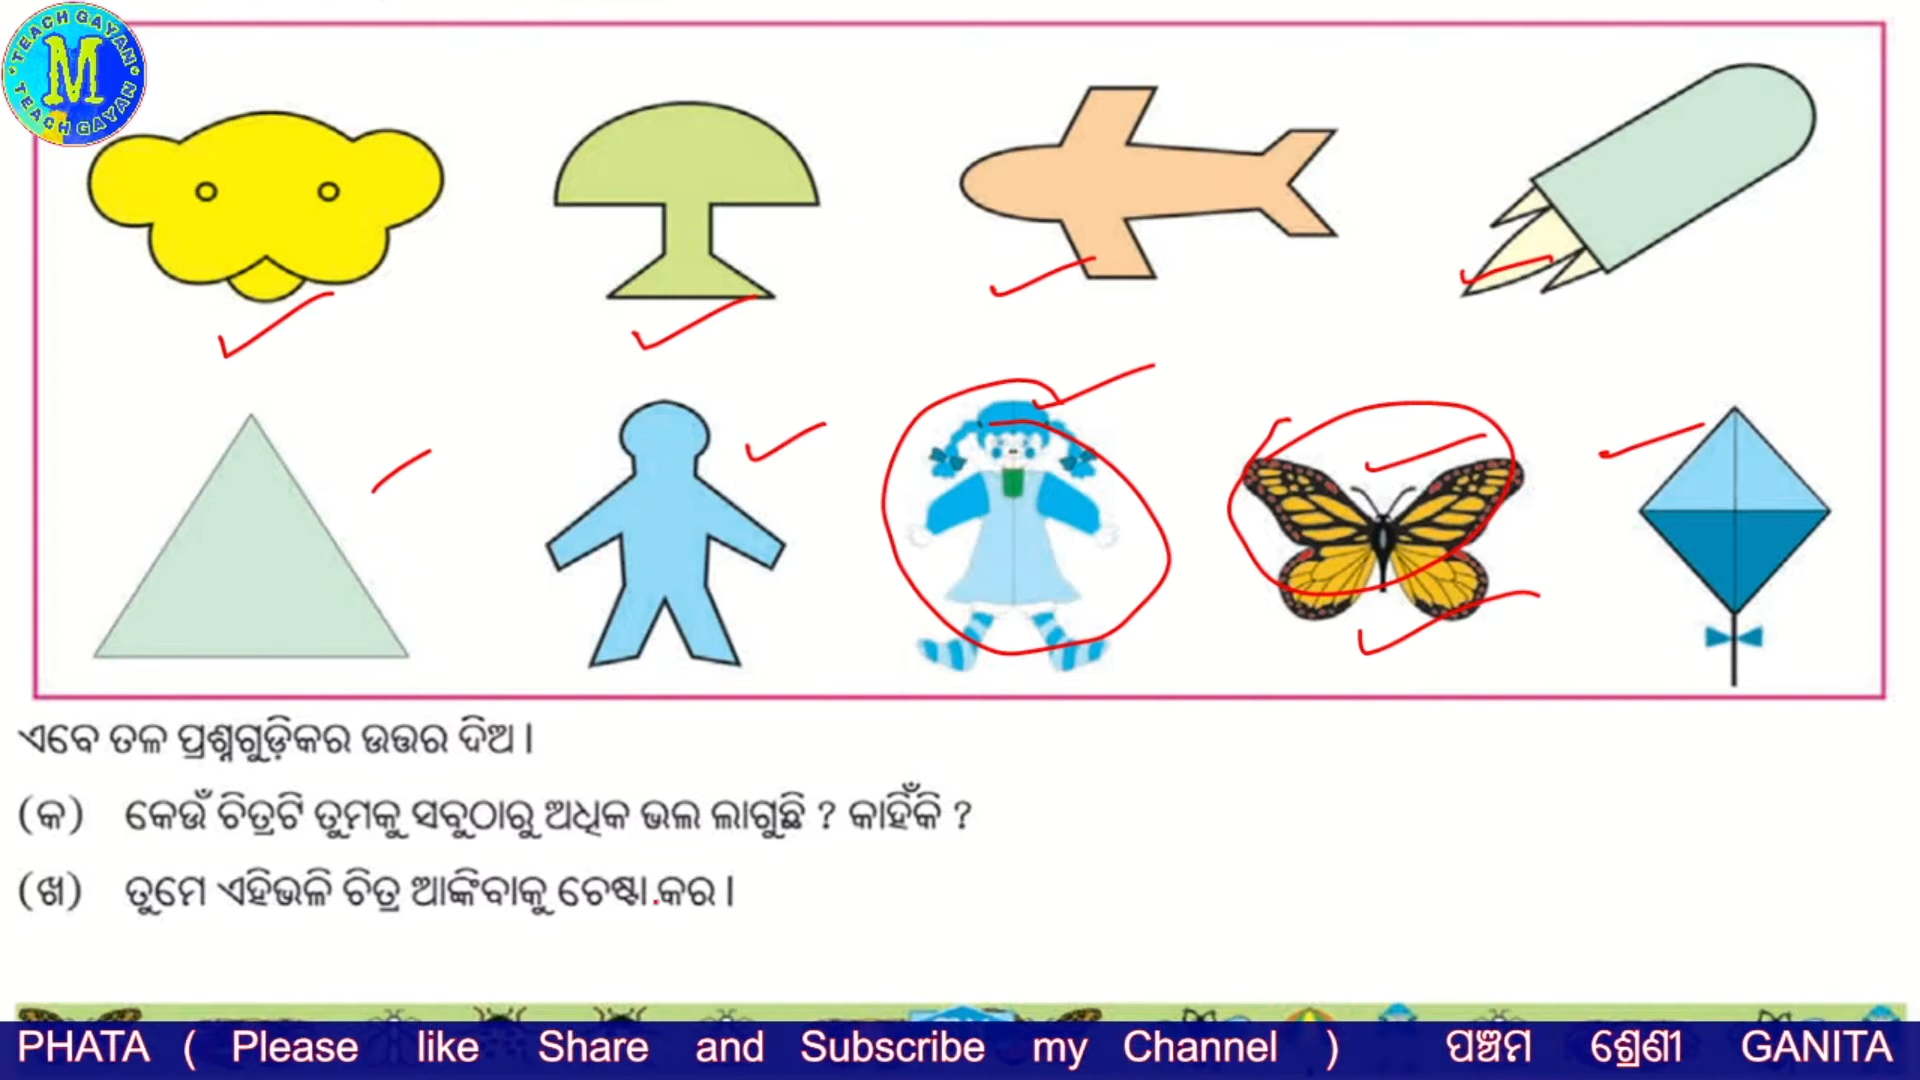 TEACH GAYAN
M
TEACH GAYAN
ଏବେ ତଳ ପ୍ରଶ୍ନଗୁଡ଼ିକର ଉତ୍ତର ଦିଅ ।
(କ) କେଉଁ ଚିତ୍ରଟି ତୁମକୁ ସବୁଠାରୁ ଅଧିକ ଭଲ ଲାଗୁଛି ? କାହିଁକି ?
(ଖ) ତୁମେ ଏହିଭଳି ଚିତ୍ର ଆଙ୍କିବାକୁ ଚେଷ୍ଟା କର ।
PHATA ( Please like Share and Subscribe my Channel ) ପଞ୍ଚମ ଶ୍ରେଣୀ GANITA